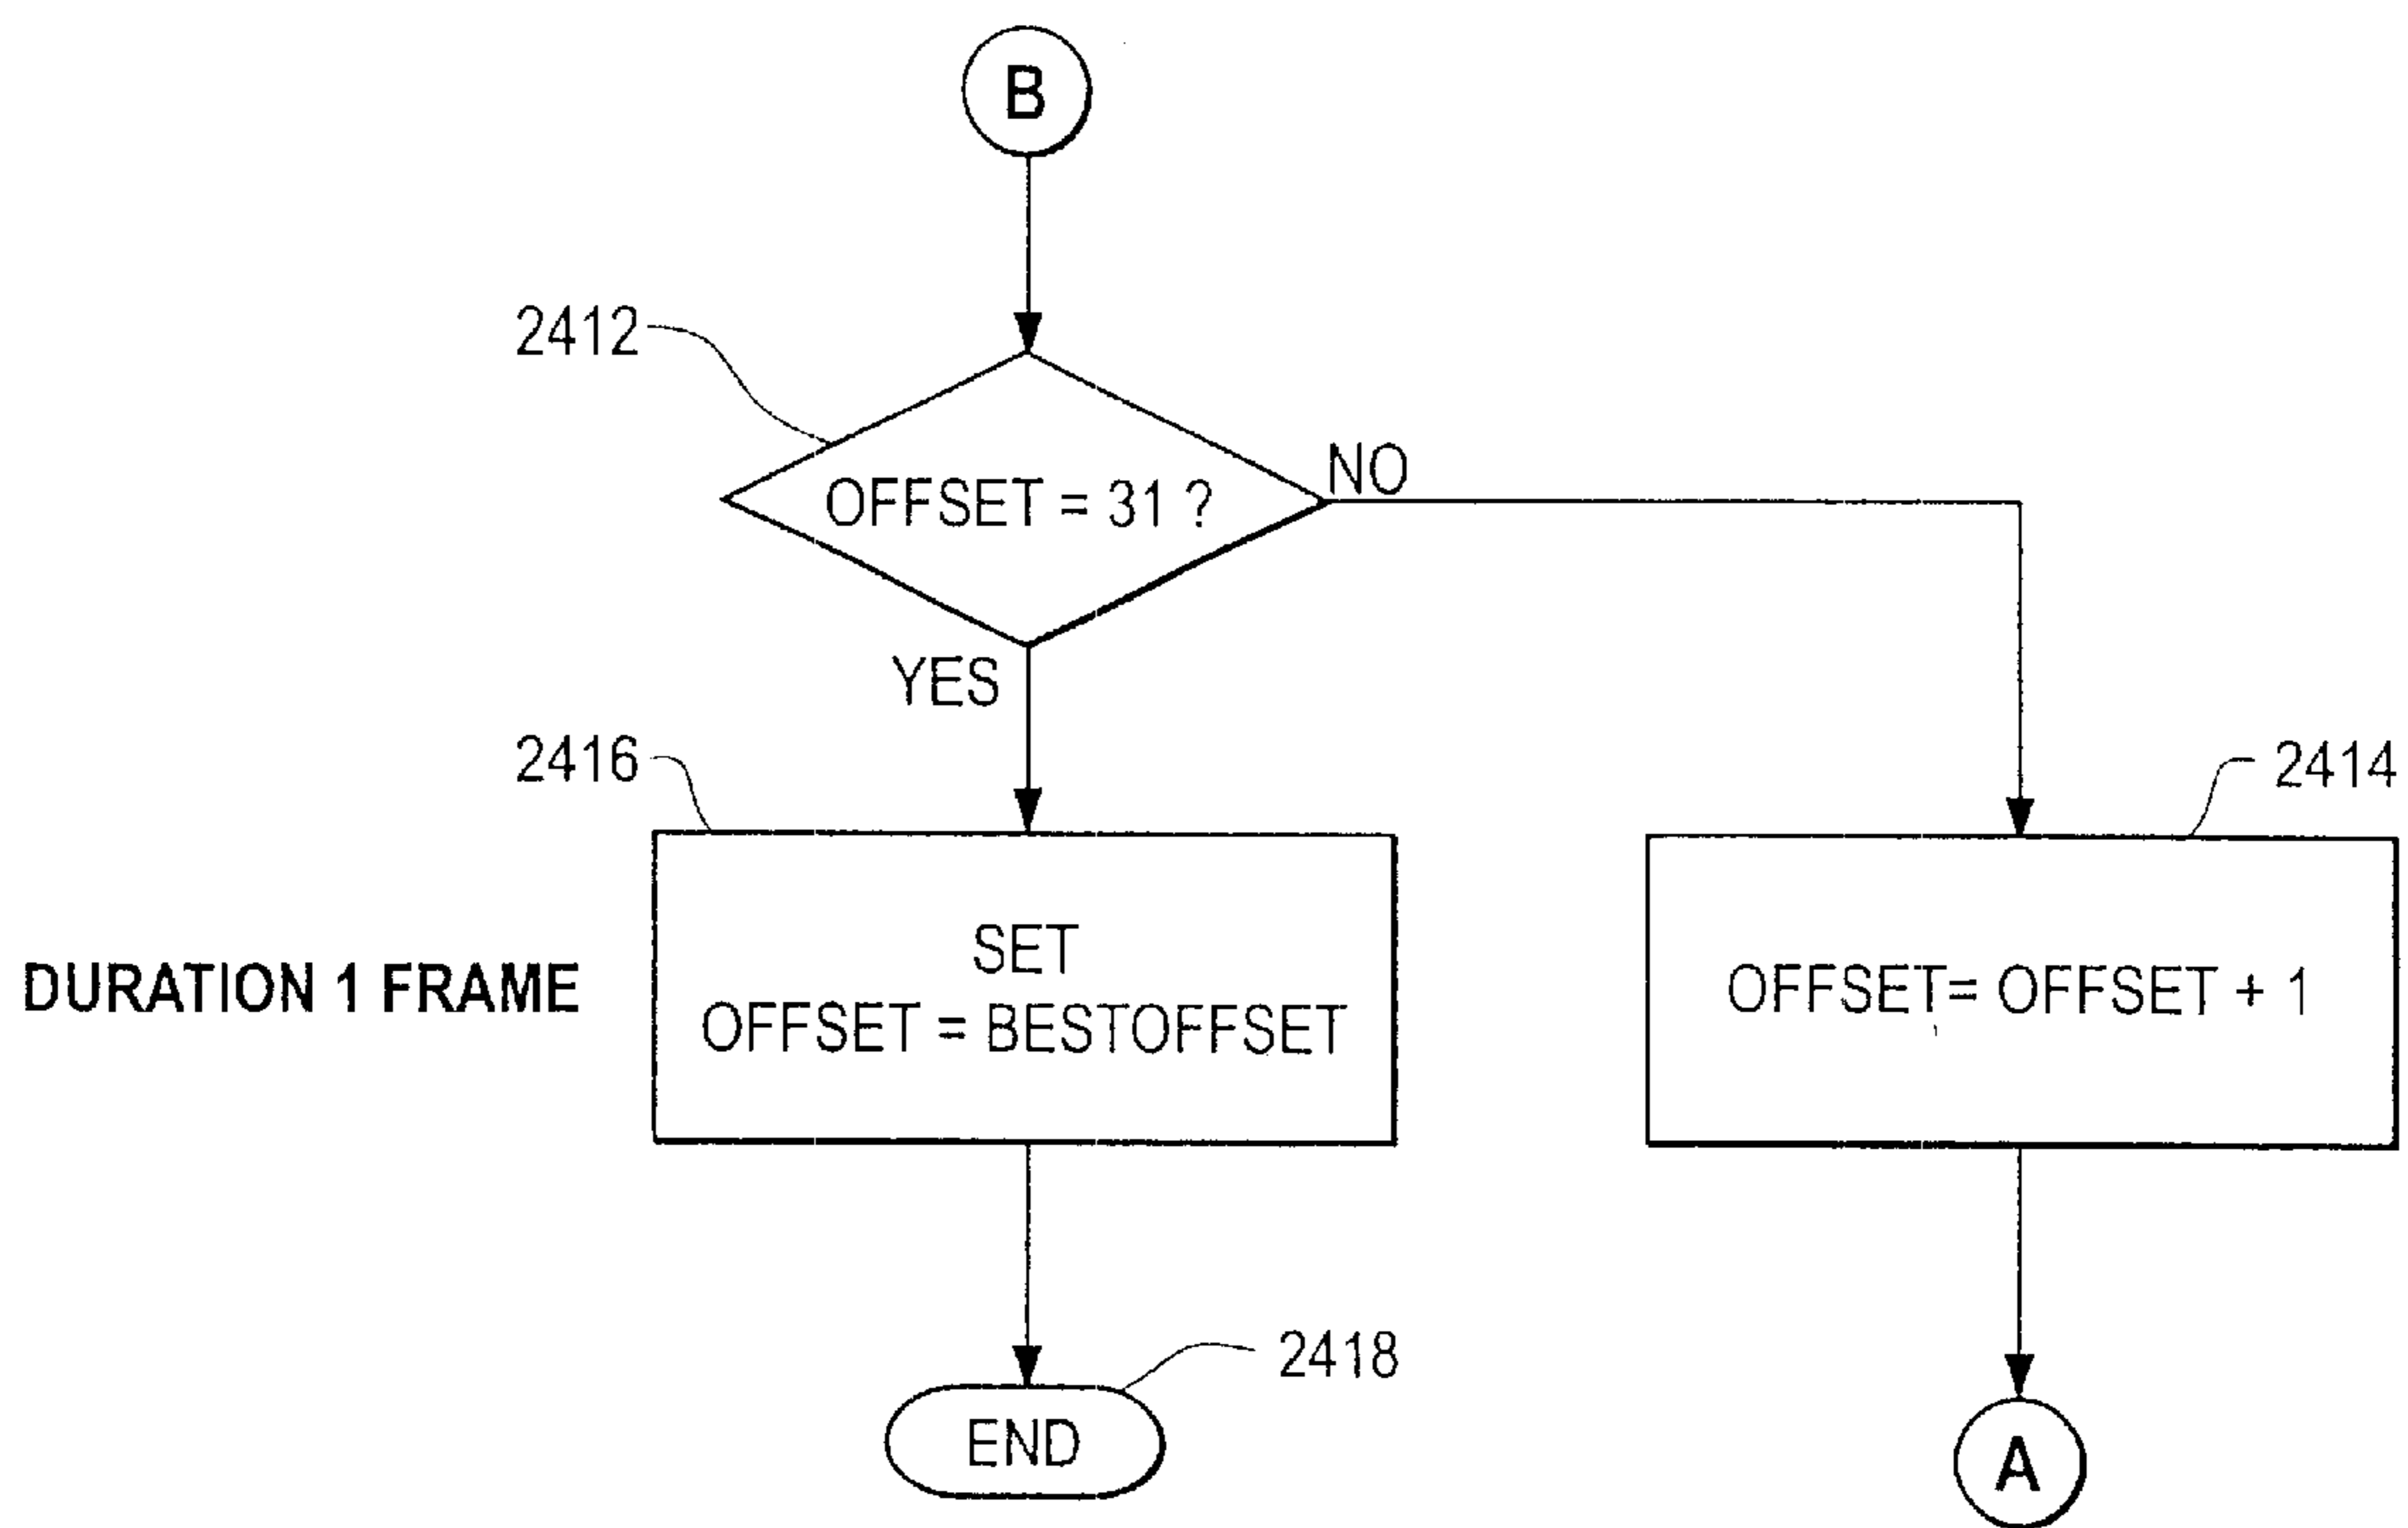 B
2412
OFFSET = 31 ?
NO
YES
2416
2414
SET
OFFSET = BESTOFFSET
DURATION 1 FRAME
OFFSET= OFFSET + 1
2418
END
A